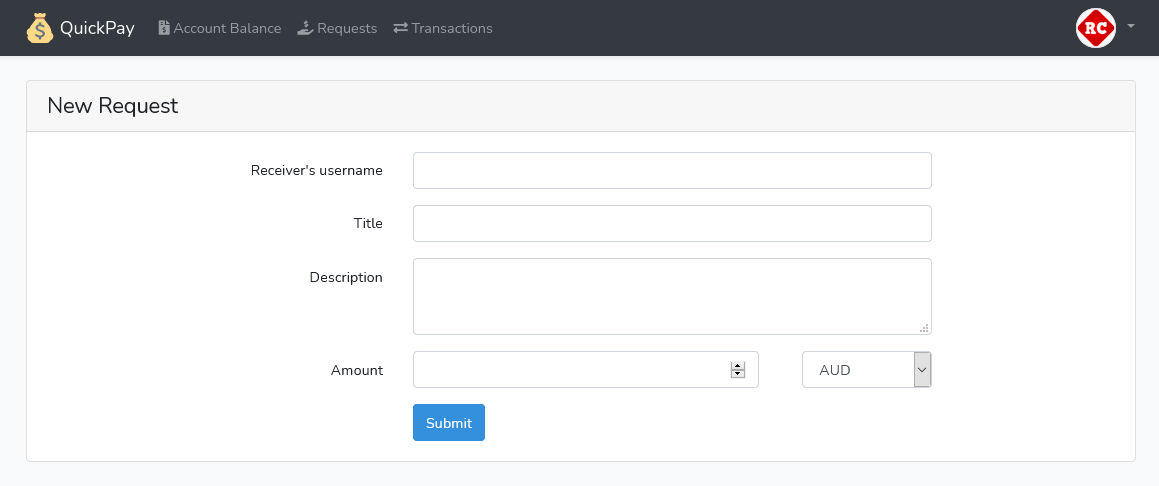 QuickPay Account Balance Requests Transactions RC
New Request
Receiver's username
Title
Description
Amount AUD
Submit